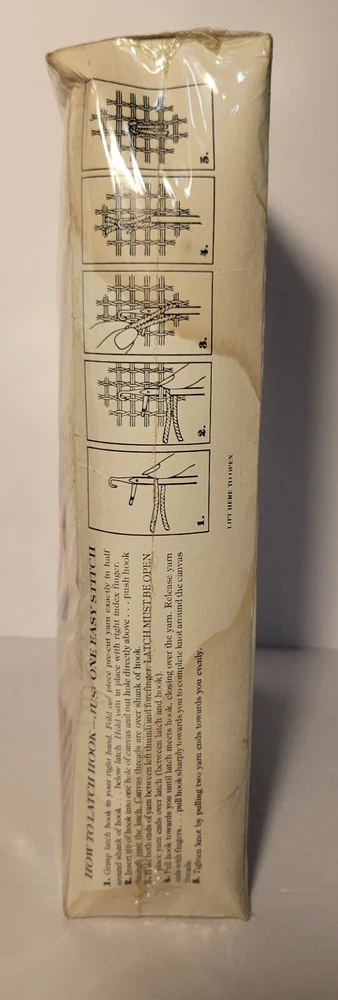 HOW TO LATCH HOOK—JUST ONE EASY STITCH
1. Grasp latch hook in your right hand. Fold one piece pre-cut yarn exactly in half
around shank of hook . . . below latch. Hold yarn in place with right index finger.
2. Insert tip of hook into one hole of canvas and out hole directly above . . . push hook
through past the latch. Canvas threads are over shank of hook.
3. Hold both ends of yarn between left thumb and forefinger. LATCH MUST BE OPEN
place yarn ends over latch (between latch and hook).
4. Pull hook towards you until latch meets hook, closing over the yarn. Release yarn
ends with fingers. . . . pull hook sharply towards you to complete knot around the canvas
threads.
5. Tighten knot by pulling two yarn ends towards you evenly.
1.
2.
3.
4.
5.
LIFT HERE TO OPEN